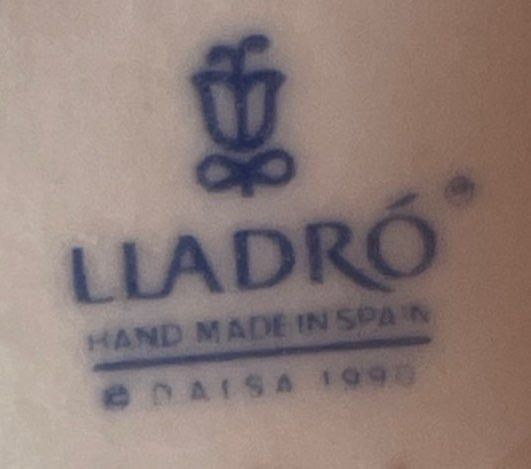 LLADRÓ ®
HAND MADE IN SPAIN
© DAISA